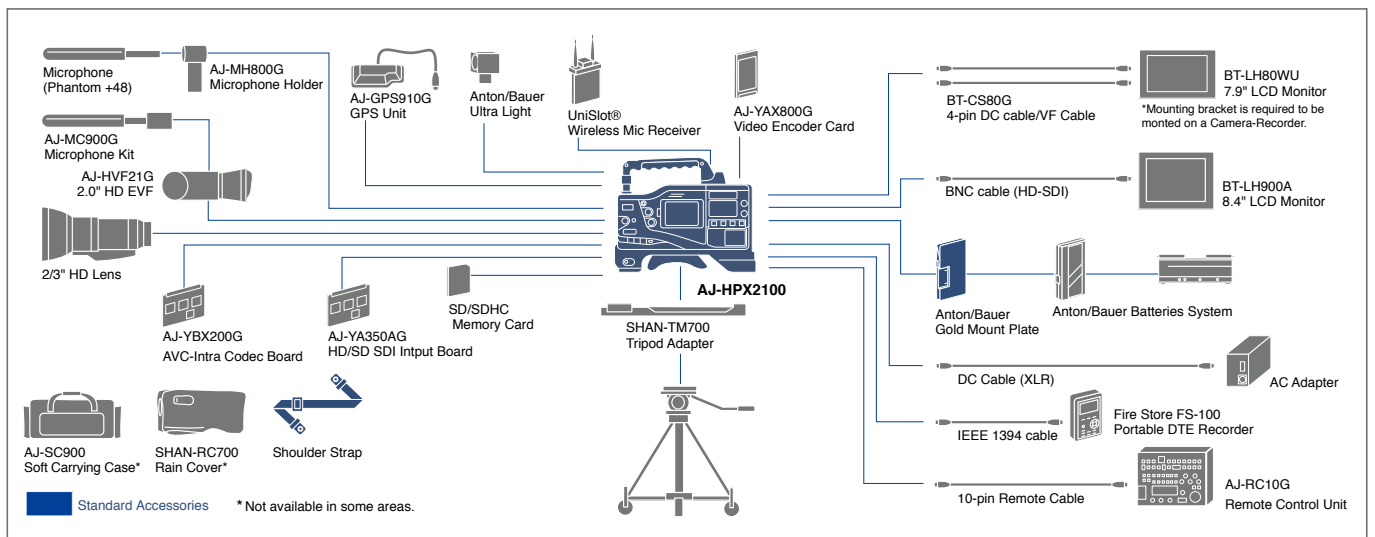 Microphone
(Phantom +48)
AJ-MH800G
Microphone Holder
AJ-GPS910G
GPS Unit
Anton/Bauer
Ultra Light
UniSlot®
Wireless Mic Receiver
AJ-YAX800G
Video Encoder Card
BT-CS80G
4-pin DC cable/VF Cable
BT-LH80WU
7.9" LCD Monitor
*Mounting bracket is required to be
monted on a Camera-Recorder.
AJ-MC900G
Microphone Kit
AJ-HVF21G
2.0" HD EVF
BNC cable (HD-SDI)
BT-LH900A
8.4" LCD Monitor
2/3" HD Lens
AJ-HPX2100
Anton/Bauer
Gold Mount Plate
Anton/Bauer Batteries System
AJ-YBX200G
AVC-Intra Codec Board
AJ-YA350AG
HD/SD SDI Intput Board
SD/SDHC
Memory Card
SHAN-TM700
Tripod Adapter
DC Cable (XLR)
AC Adapter
IEEE 1394 cable
Fire Store FS-100
Portable DTE Recorder
AJ-SC900
Soft Carrying Case*
SHAN-RC700
Rain Cover*
Shoulder Strap
10-pin Remote Cable
AJ-RC10G
Remote Control Unit
Standard Accessories
* Not available in some areas.